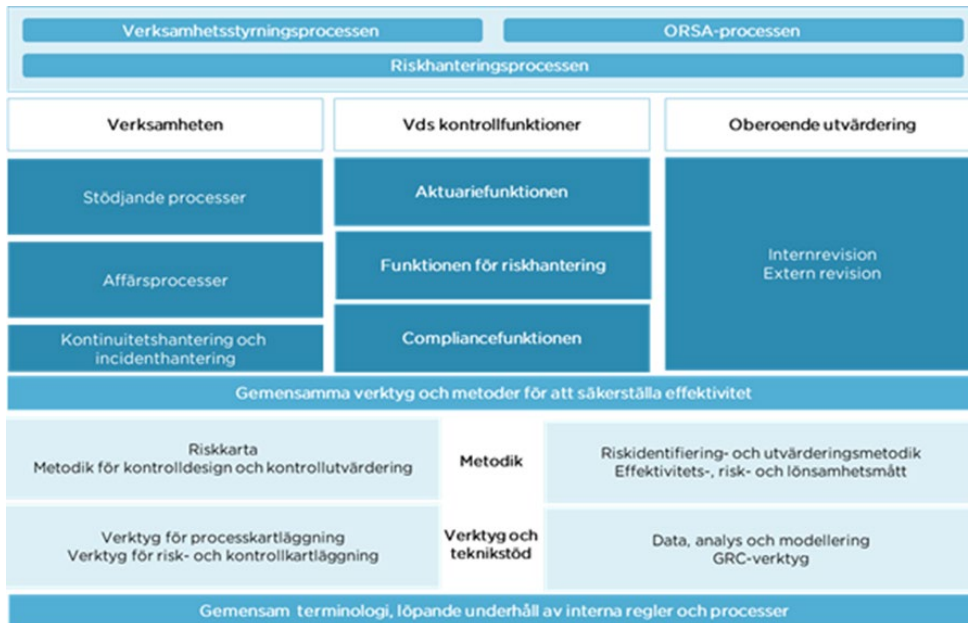 Verksamhetsstyrningsprocessen
ORSA-processen
Riskhanteringsprocessen
Verksamheten
Vds kontrollfunktioner
Oberoende utvärdering
Stödjande processer
Affärsprocesser
Kontinuitetshantering och
incidenthantering
Aktuariefunktionen
Funktionen för riskhantering
Compliancefunktionen
Internrevision
Extern revision
Gemensamma verktyg och metoder för att säkerställa effektivitet
Riskkarta
Metodik för kontrolldesign och kontrollutvärdering
Metodik
Riskidentifiering- och utvärderingsmetodik
Effektivitets-, risk- och lönsamhetsmått
Verktyg för processkartläggning
Verktyg för risk- och kontrollkartläggning
Verktyg och
teknikstöd
Data, analys och modellering
GRC-verktyg
Gemensam terminologi, löpande underhåll av interna regler och processer